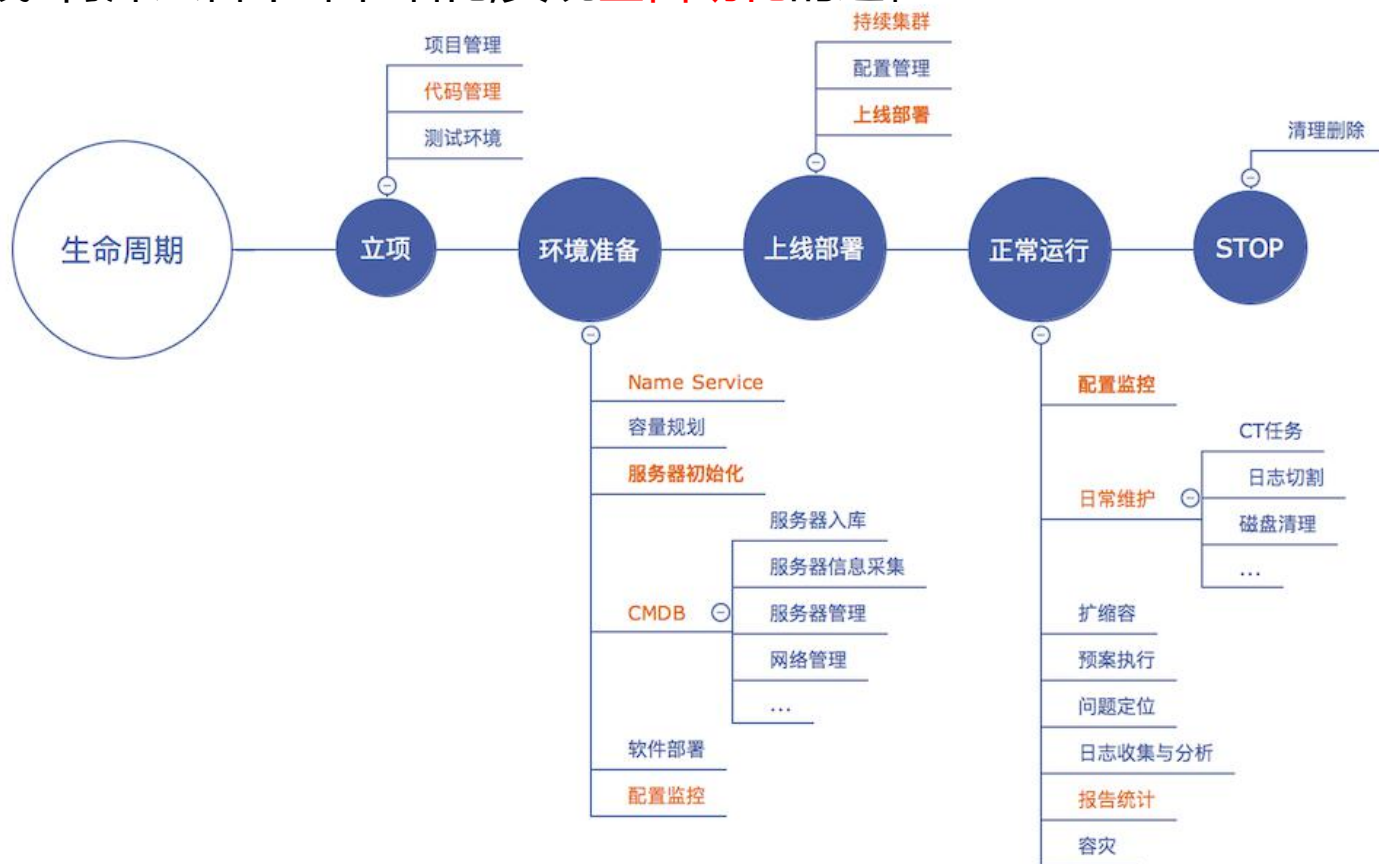 持续集群
项目管理
配置管理
代码管理
上线部署
测试环境
清理删除
生命周期
立项
环境准备
上线部署
正常运行
STOP
Name Service
容量规划
服务器初始化
CMDB
服务器入库
服务器信息采集
服务器管理
网络管理
...
软件部署
配置监控
配置监控
日常维护
CT任务
日志切割
磁盘清理
...
扩缩容
预案执行
问题定位
日志收集与分析
报告统计
容灾